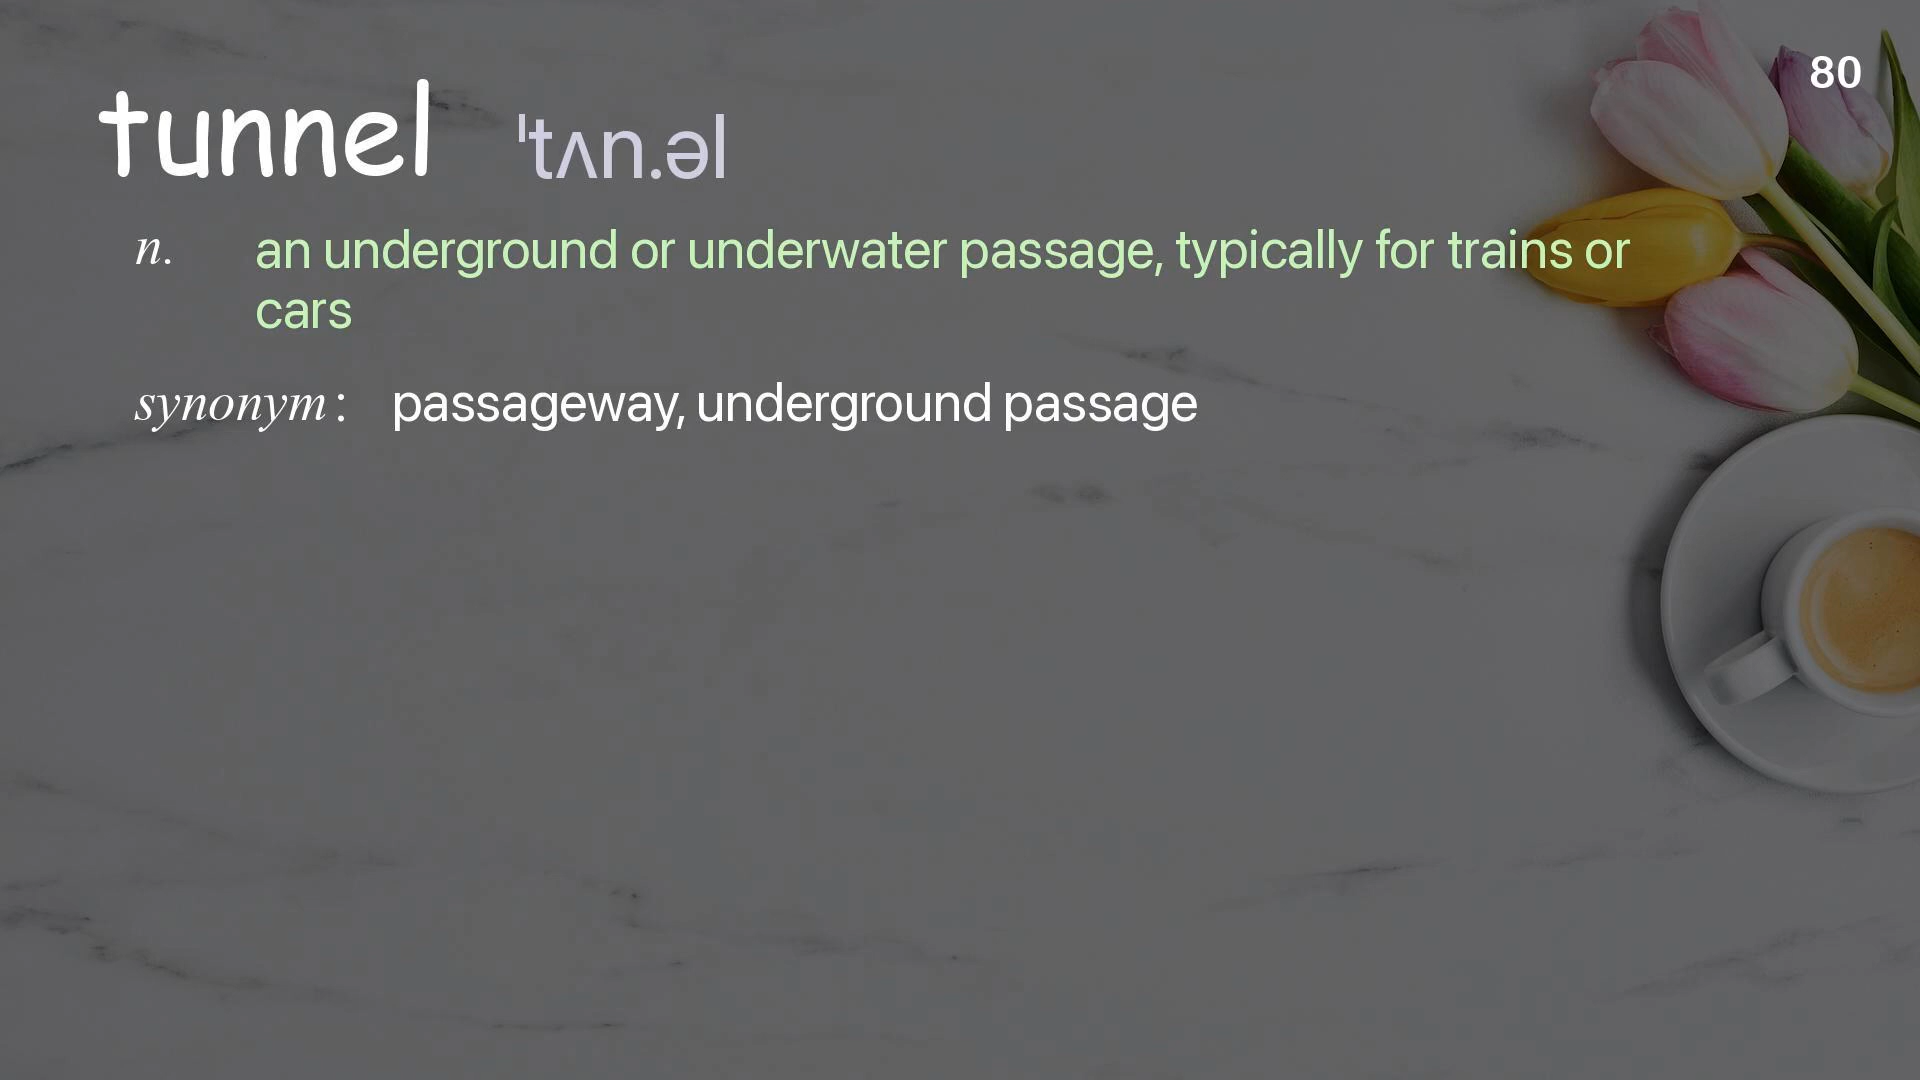 80
tunnel ˈtʌn.əl
n. an underground or underwater passage, typically for trains or
cars
synonym: passageway, underground passage